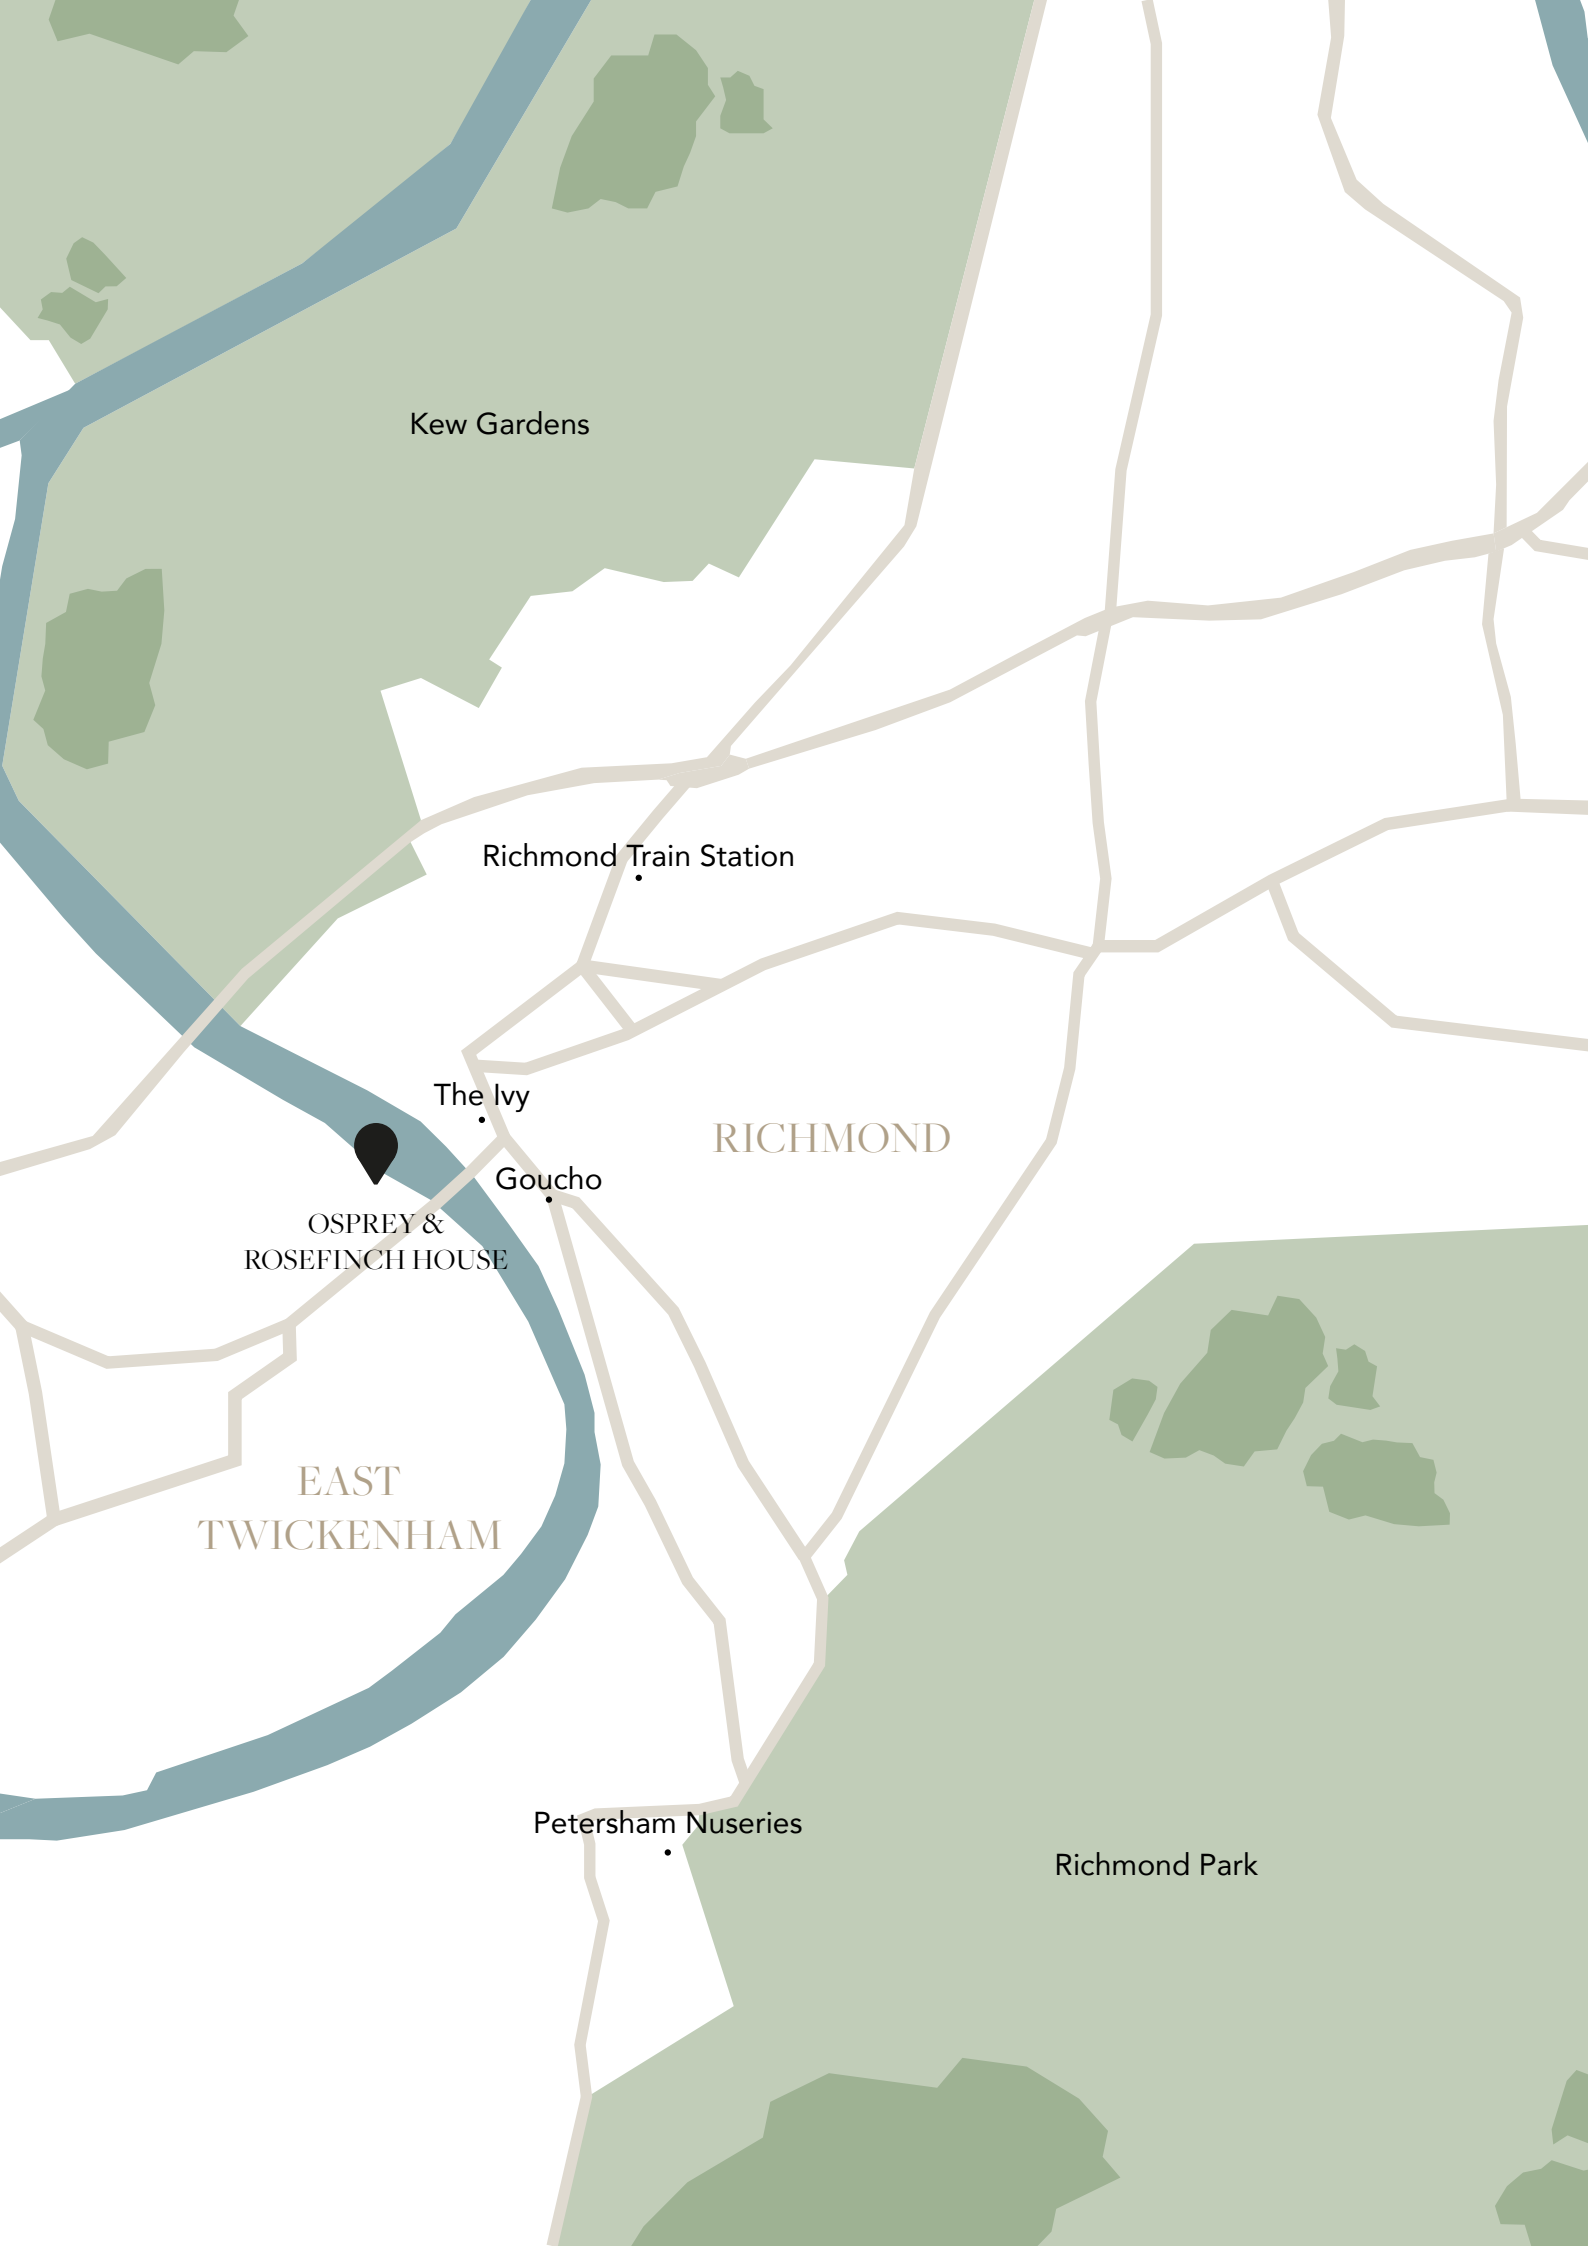 Kew Gardens
Richmond Train Station
The Ivy
RICHMOND
Goucho
OSPREY &
ROSEFINCH HOUSE
EAST
TWICKENHAM
Petersham Nuseries
Richmond Park